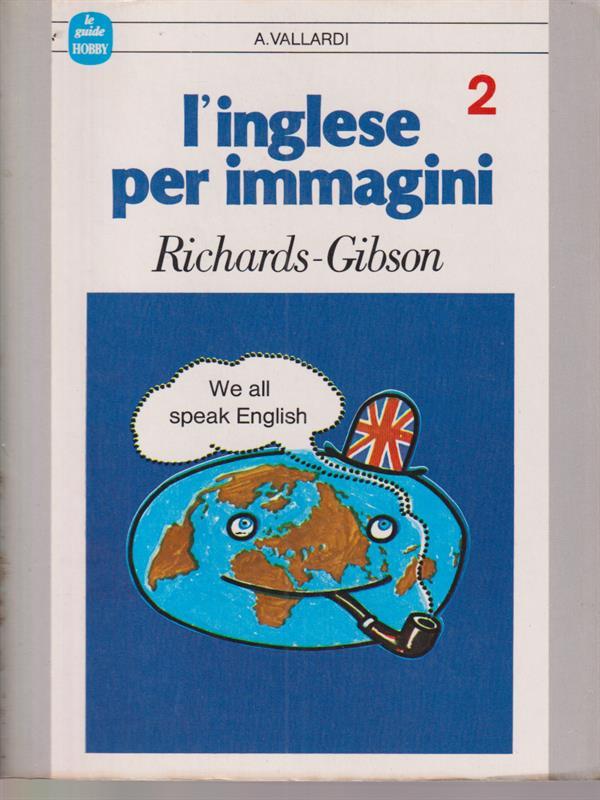 le
guide
HOBBY
A.VALLARDI
2
l'inglese
per immagini
Richards-Gibson
We all
speak English